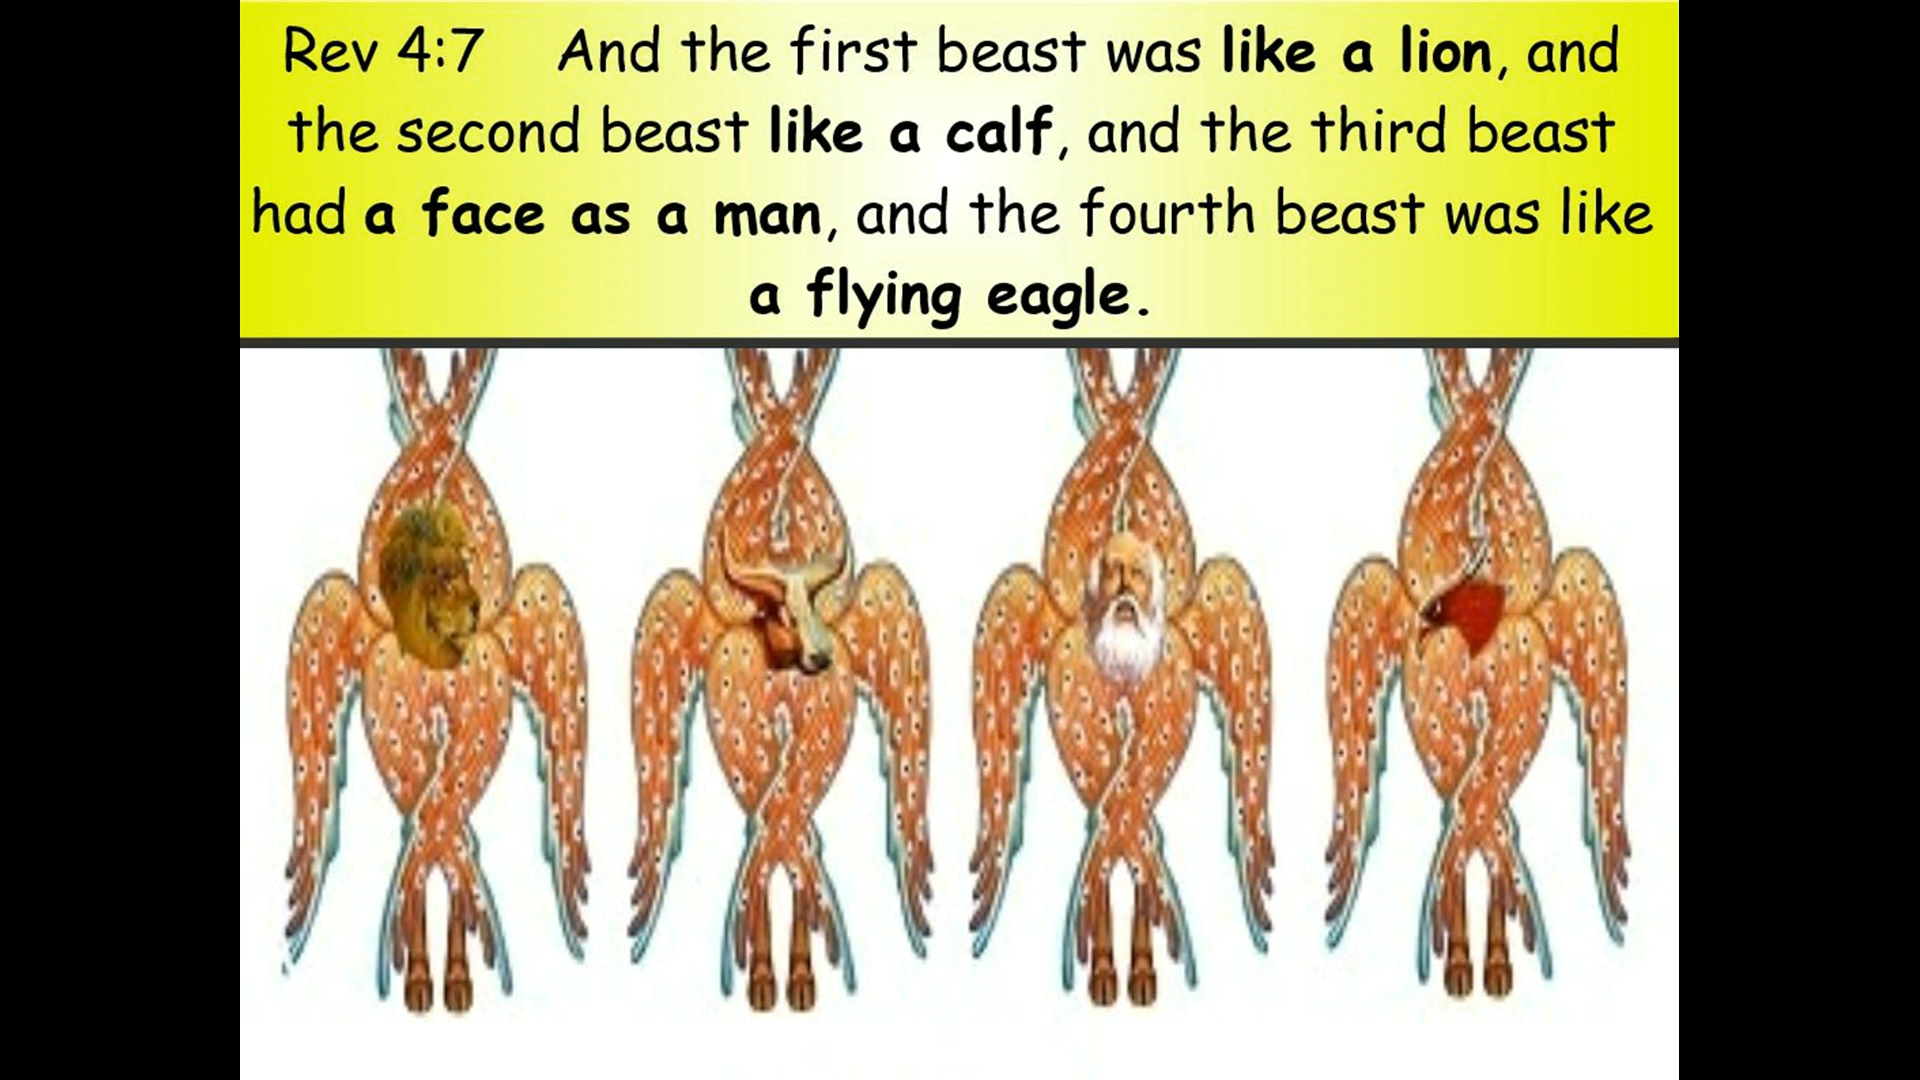 Rev 4:7 And the first beast was like a lion, and
the second beast like a calf, and the third beast
had a face as a man, and the fourth beast was like
a flying eagle.